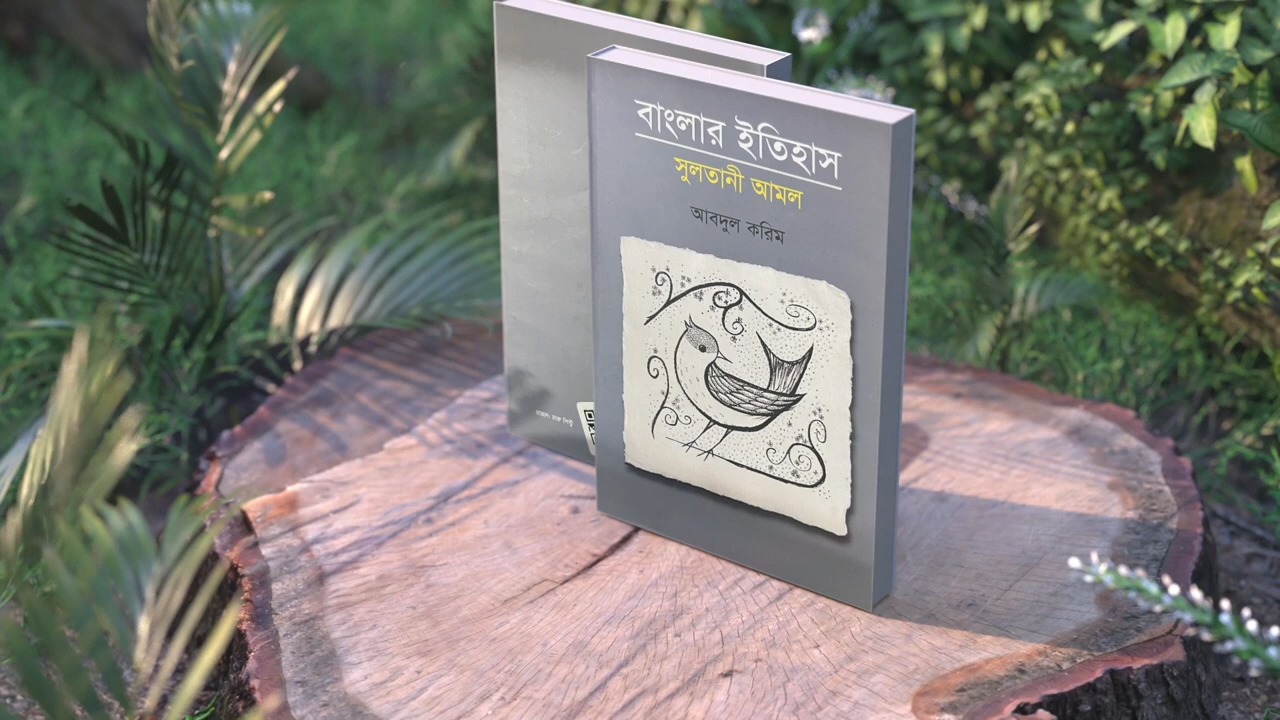 বাংলার ইতিহাস
সুলতানী আমল
আবদুল করিম